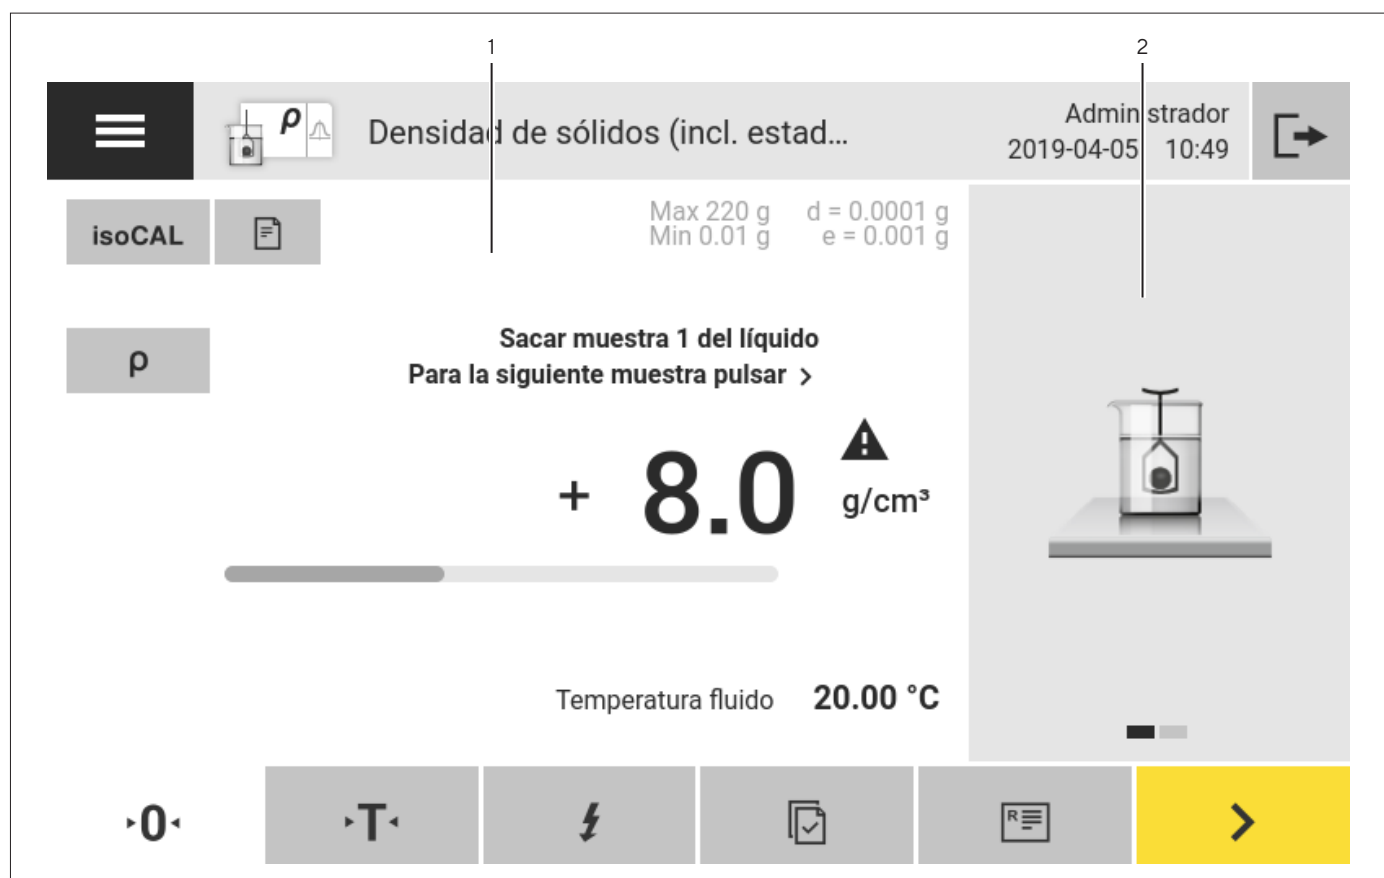 1 2
ρ
Densidad de sólidos (incl. estad...
Administrador
2019-04-05 10:49
isoCAL
Max 220 g d = 0.0001 g
Min 0.01 g e = 0.001 g
ρ
Sacar muestra 1 del líquido
Para la siguiente muestra pulsar >
+ 8.0 g/cm³
Temperatura fluido 20.00 °C
0 T R